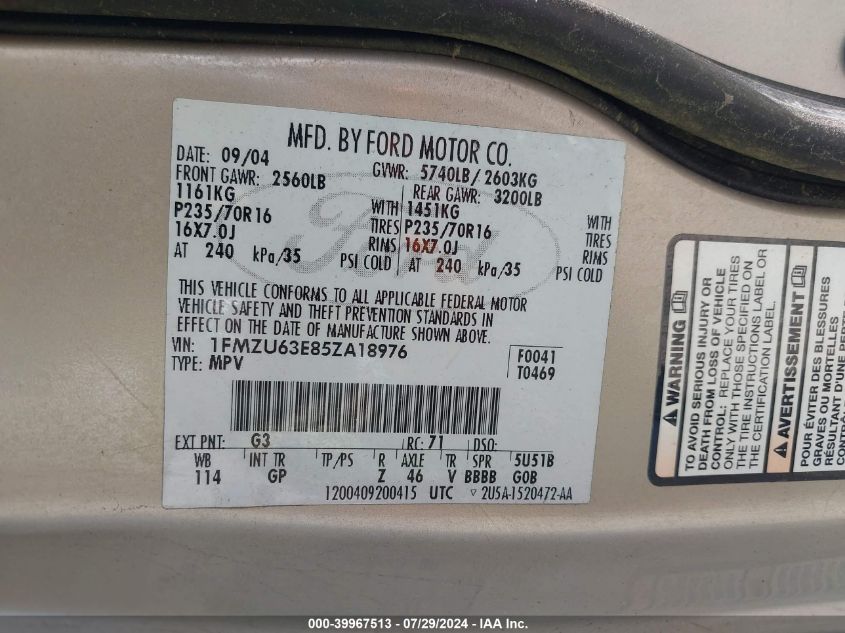 MFD. BY FORD MOTOR CO.
DATE: 09/04 GVWR: 5740LB/2603KG
FRONT GAWR: 2560LB REAR GAWR: 3200LB
1161KG WITH 1451KG WITH
P235/70R16 TIRES P235/70R16 TIRES
16X7.0J RIMS 16X7.0J RIMS
AT 240 kPa/35 PSI COLD AT 240 kPa/35 PSI COLD
Ford
THIS VEHICLE CONFORMS TO ALL APPLICABLE FEDERAL MOTOR
VEHICLE SAFETY AND THEFT PREVENTION STANDARDS IN
EFFECT ON THE DATE OF MANUFACTURE SHOWN ABOVE.
VIN: 1FMZU63E85ZA18976 F0041
TYPE: MPV T0469
EXT PNT: G3 RC: 71 DSO:
WB INT TR TP/PS R AXLE TR SPR 5U51B
114 GP Z 46 V BBBB G0B
1200409200415 UTC 2U5A-1520472-AA
WARNING
TO AVOID SERIOUS INJURY OR
DEATH FROM LOSS OF VEHICLE
CONTROL: REPLACE YOUR TIRES
ONLY WITH THOSE SPECIFIED ON
THE TIRE INSTRUCTIONS LABEL OR
THE CERTIFICATION LABEL.
AVERTISSEMENT
POUR ÉVITER DES BLESSURES
GRAVES OU MORTELLES
RÉSULTANT D'UNE
CONTRÔLE D'UNE PERTE
000-39967513 - 07/29/2024 - IAA Inc.